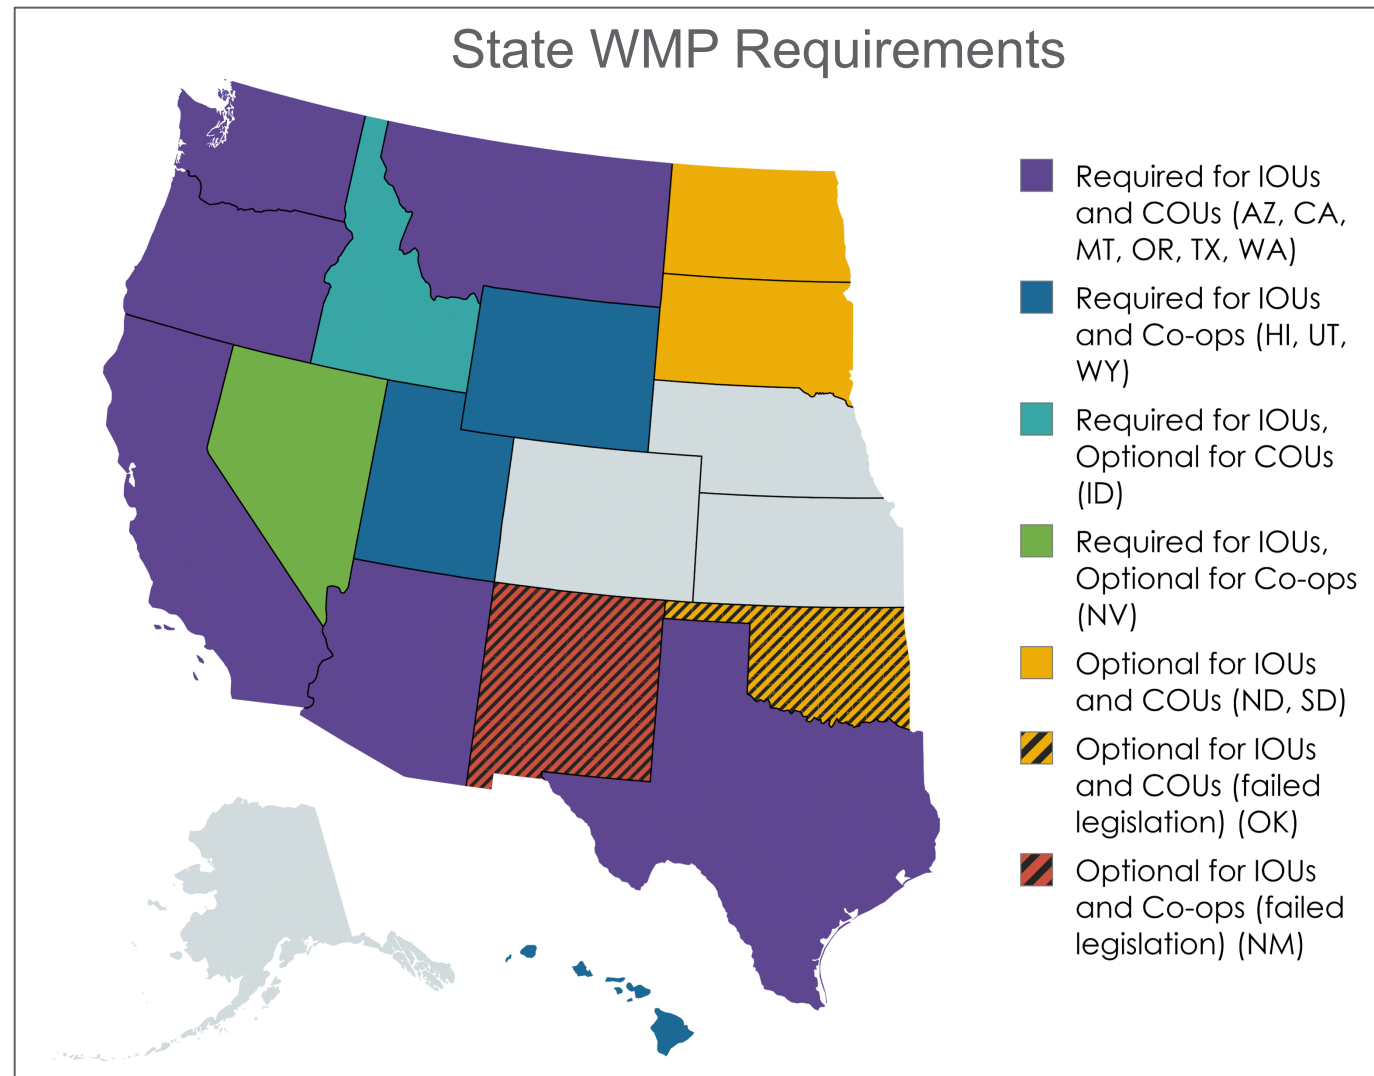 State WMP Requirements
Required for IOUs
and COUs (AZ, CA,
MT, OR, TX, WA)
Required for IOUs
and Co-ops (HI, UT,
WY)
Required for IOUs,
Optional for COUs
(ID)
Required for IOUs,
Optional for Co-ops
(NV)
Optional for IOUs
and COUs (ND, SD)
Optional for IOUs
and COUs (failed
legislation) (OK)
Optional for IOUs
and Co-ops (failed
legislation) (NM)